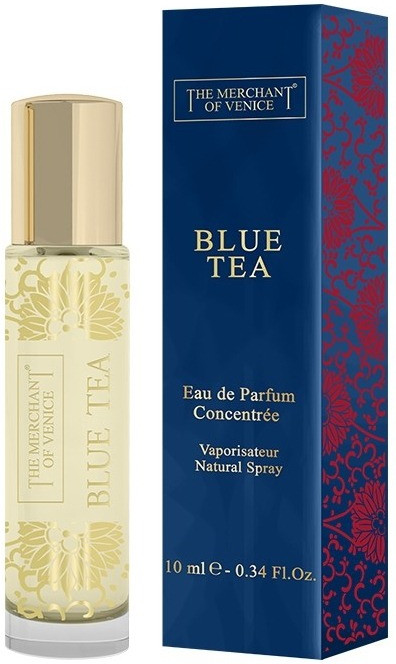 THE MERCHANT®
OF VENICE
BLUE TEA
THE MERCHANT®
OF VENICE
BLUE
TEA
Eau de Parfum
Concentrée
Vaporisateur
Natural Spray
10 ml ℮ - 0.34 Fl.Oz.